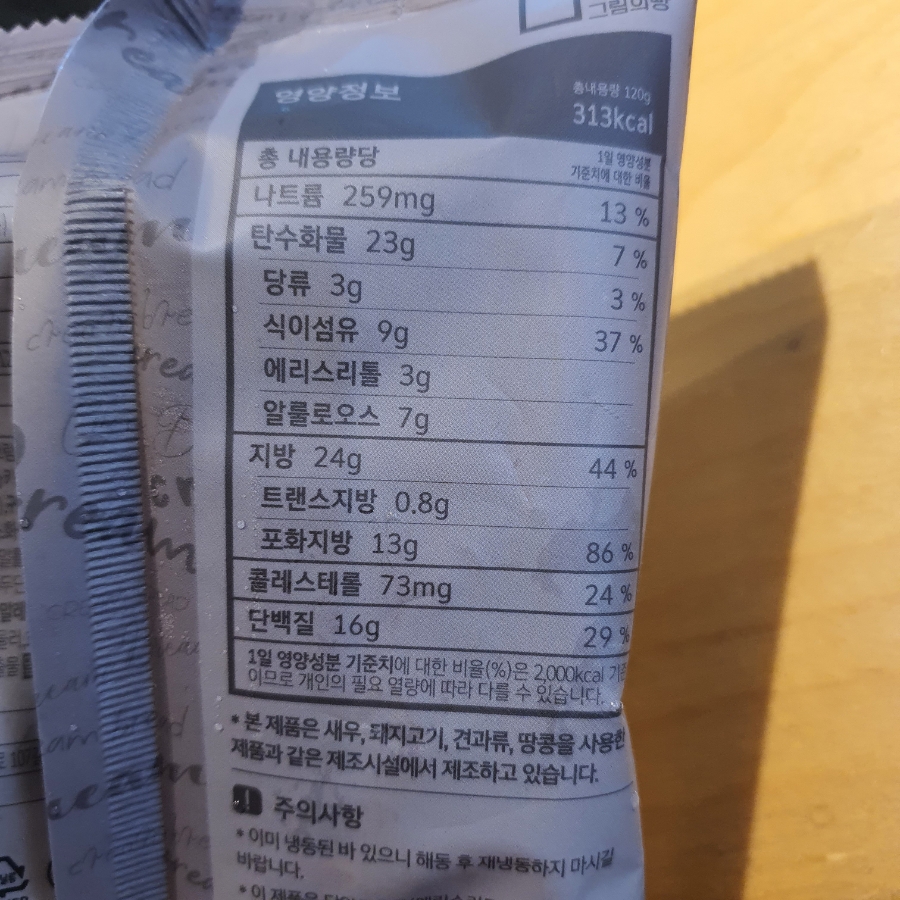 그림의빵
영양정보
총내용량 120g
313kcal
총 내용량당
1일 영양성분
기준치에 대한 비율
나트륨 259mg 13 %
탄수화물 23g 7 %
당류 3g 3 %
식이섬유 9g 37 %
에리스리톨 3g
알룰로오스 7g
지방 24g 44 %
트랜스지방 0.8g
포화지방 13g 86 %
콜레스테롤 73mg 24 %
단백질 16g 29 %
1일 영양성분 기준치에 대한 비율(%)은 2,000kcal 기준
이므로 개인의 필요 열량에 따라 다를 수 있습니다.
* 본 제품은 새우, 돼지고기, 견과류, 땅콩을 사용한
제품과 같은 제조시설에서 제조하고 있습니다.
! 주의사항
* 이미 냉동된 바 있으니 해동 후 재냉동하지 마시길
바랍니다.
* 이 제품은